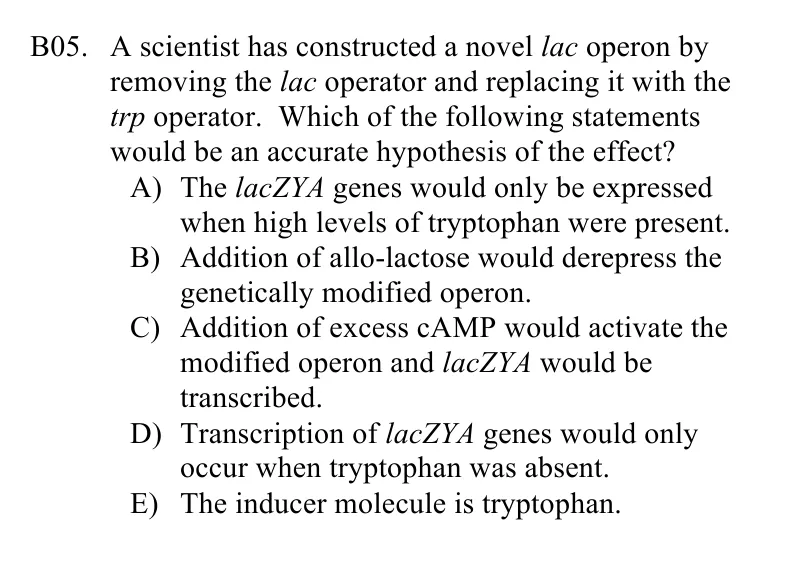 B05. A scientist has constructed a novel lac operon by
removing the lac operator and replacing it with the
trp operator. Which of the following statements
would be an accurate hypothesis of the effect?
A) The lacZYA genes would only be expressed
when high levels of tryptophan were present.
B) Addition of allo-lactose would derepress the
genetically modified operon.
C) Addition of excess cAMP would activate the
modified operon and lacZYA would be
transcribed.
D) Transcription of lacZYA genes would only
occur when tryptophan was absent.
E) The inducer molecule is tryptophan.